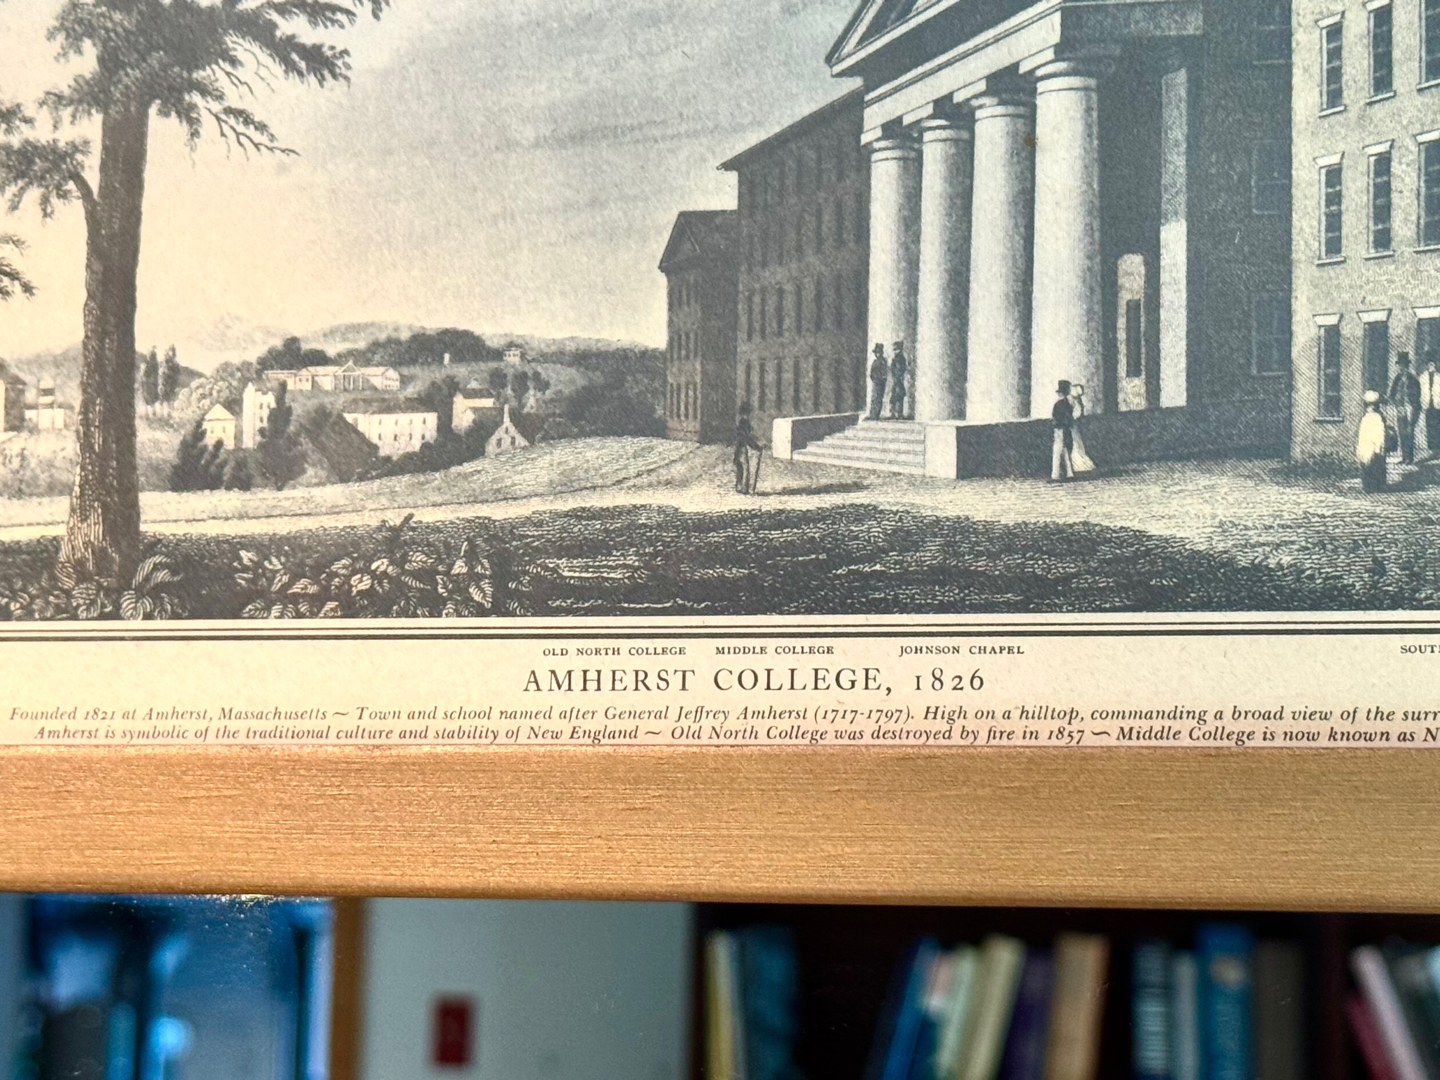 OLD NORTH COLLEGE MIDDLE COLLEGE JOHNSON CHAPEL
AMHERST COLLEGE, 1826
Founded 1821 at Amherst, Massachusetts ~ Town and school named after General Jeffrey Amherst (1717-1797). High on a hilltop, commanding a broad view of the
Amherst is symbolic of the traditional culture and stability of New England ~ Old North College was destroyed by fire in 1857 ~ Middle College is now known as